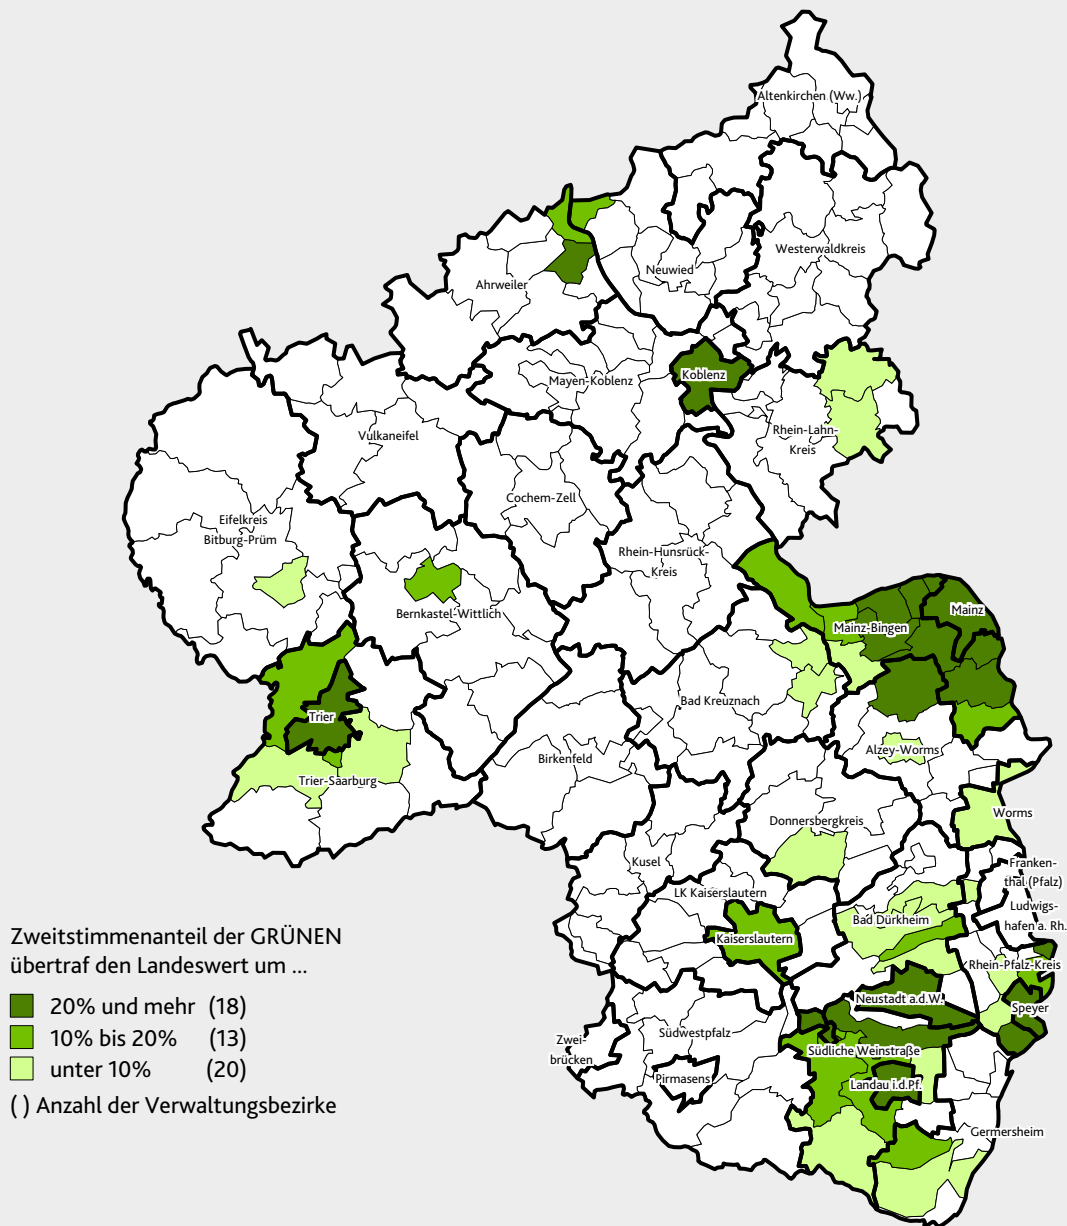 Altenkirchen (Ww.)
Westerwaldkreis
Neuwied
Ahrweiler
Koblenz
Mayen-Koblenz
Rhein-Lahn-
Kreis
Vulkaneifel
Cochem-Zell
Eifelkreis
Bitburg-Prüm
Rhein-Hunsrück-
Kreis
Bernkastel-Wittlich
Mainz
Mainz-Bingen
Bad Kreuznach
Trier
Alzey-Worms
Birkenfeld
Trier-Saarburg
Worms
Donnersbergkreis
Kusel
Franken-
thal (Pfalz)
LK Kaiserslautern
Ludwigs-
hafen a. Rh.
Bad Dürkheim
Kaiserslautern
Rhein-Pfalz-Kreis
Neustadt a.d.W.
Speyer
Südwestpfalz
Zwei-
brücken
Südliche Weinstraße
Pirmasens
Landau i.d.Pf.
Germersheim
Zweitstimmenanteil der GRÜNEN
übertraf den Landeswert um ...
20% und mehr (18)
10% bis 20% (13)
unter 10% (20)
( ) Anzahl der Verwaltungsbezirke